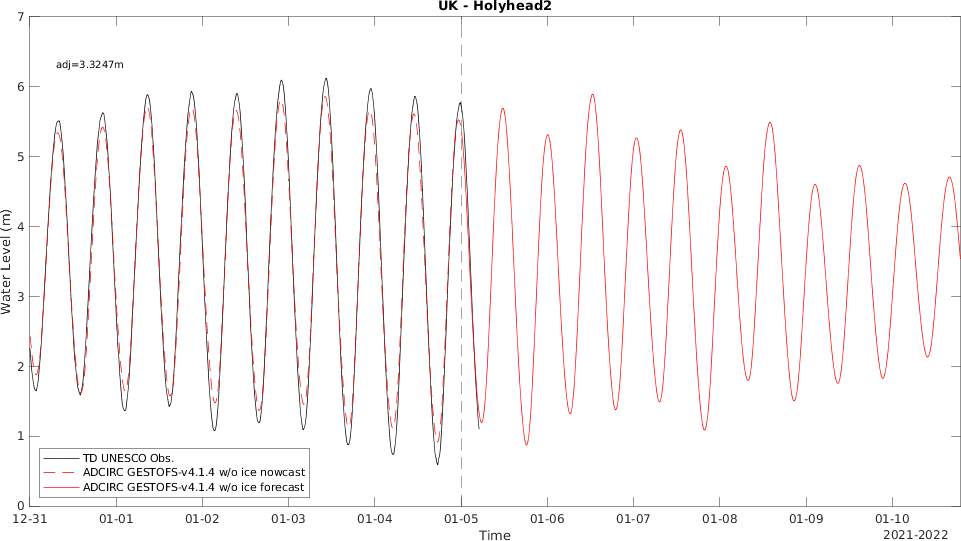 UK - Holyhead2
7
adj=3.3247m
6
5
4
3
2
1
0
Water Level (m)
TD UNESCO Obs.
ADCIRC GESTOFS-v4.1.4 w/o ice nowcast
ADCIRC GESTOFS-v4.1.4 w/o ice forecast
12-31 01-01 01-02 01-03 01-04 01-05 01-06 01-07 01-08 01-09 01-10
Time
2021-2022